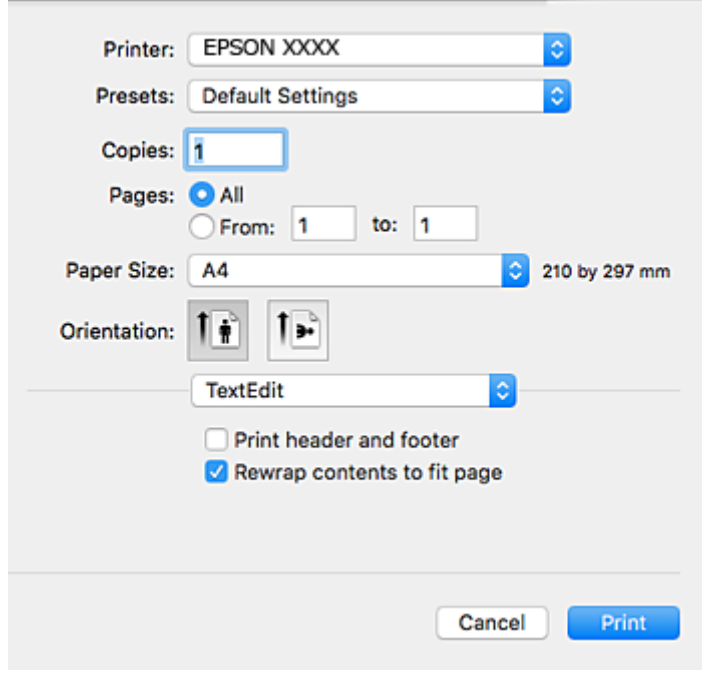 Printer: EPSON XXXX
Presets: Default Settings
Copies: 1
Pages: All
From: 1 to: 1
Paper Size: A4 210 by 297 mm
Orientation:
TextEdit
Print header and footer
Rewrap contents to fit page
Cancel Print